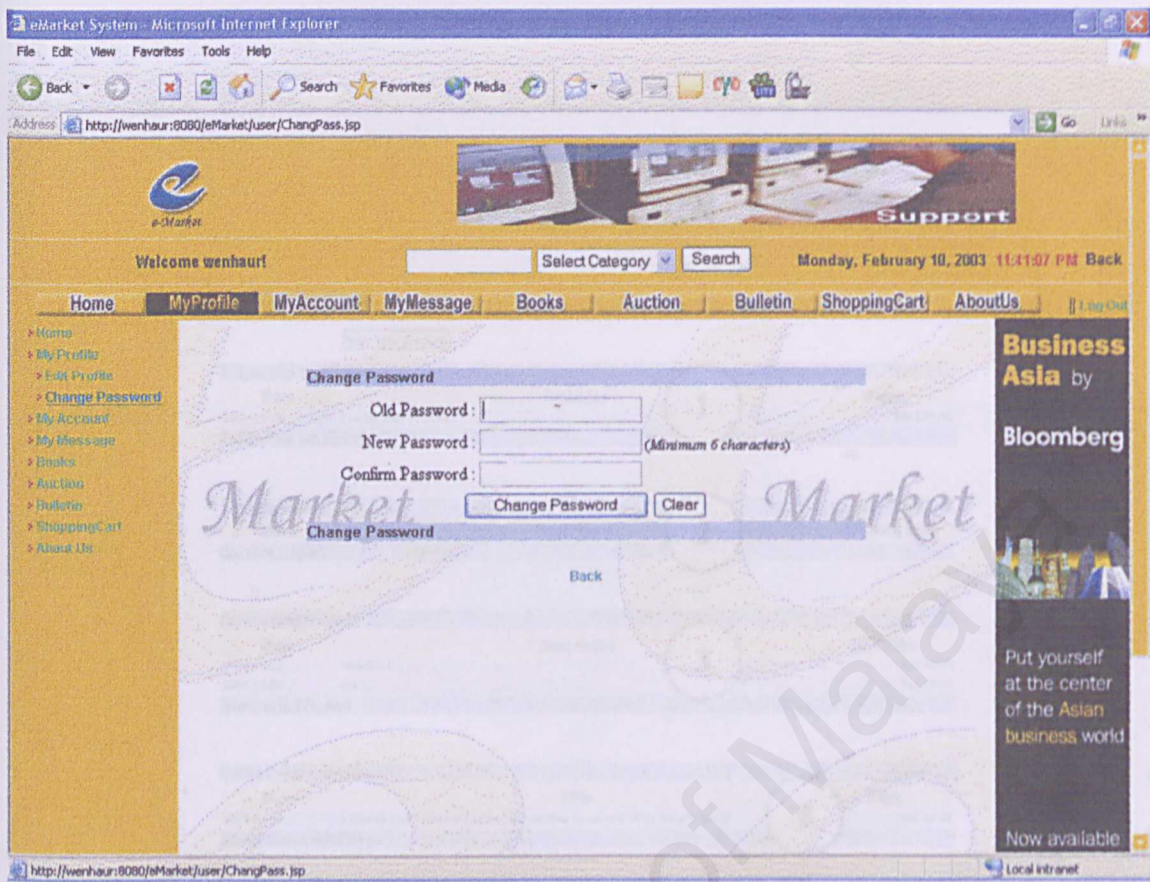 eMarket System - Microsoft Internet Explorer
File Edit View Favorites Tools Help
Back Search Favorites Media
Address http://wenhaur:8080/eMarket/user/ChangPass.jsp Go Links
e-Market
Support
Welcome wenhaur! Select Category Search Monday, February 10, 2003 11:41:07 PM Back
Home MyProfile MyAccount MyMessage Books Auction Bulletin ShoppingCart AboutUs || Log Out
Home
My Profile
Edit Profile
Change Password
My Account
My Message
Books
Auction
Bulletin
ShoppingCart
About Us
Change Password
Old Password :
New Password : (Minimum 6 characters)
Confirm Password :
Change Password Clear
Change Password
Back
Market Market
Business
Asia by
Bloomberg
Put yourself
at the center
of the Asian
business world
Now available
of Malaya
http://wenhaur:8080/eMarket/user/ChangPass.jsp Local intranet